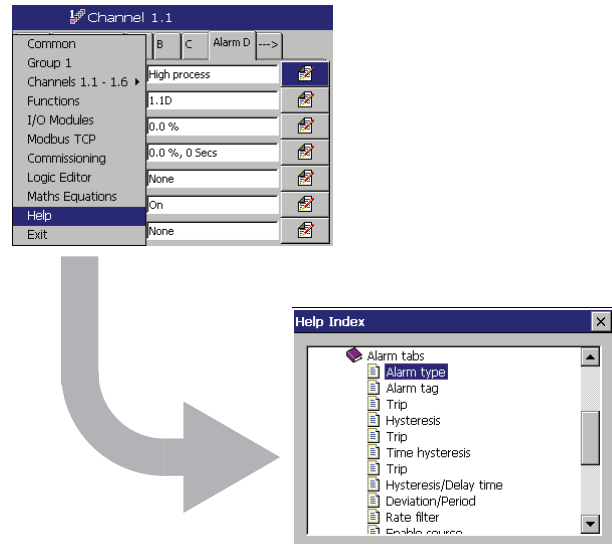 Channel 1.1
B C Alarm D --->
Common
Group 1
Channels 1.1 - 1.6
Functions
I/O Modules
Modbus TCP
Commissioning
Logic Editor
Maths Equations
Help
Exit
High process
1.1D
0.0 %
0.0 %, 0 Secs
None
On
None
Help Index
Alarm tabs
Alarm type
Alarm tag
Trip
Hysteresis
Trip
Time hysteresis
Trip
Hysteresis/Delay time
Deviation/Period
Rate filter
Enable source